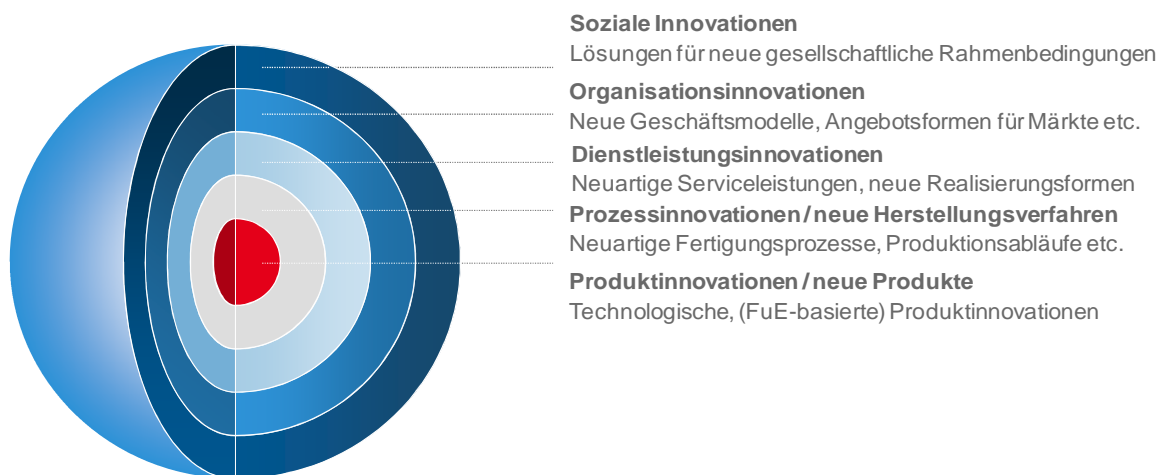 Soziale Innovationen
Lösungen für neue gesellschaftliche Rahmenbedingungen
Organisationsinnovationen
Neue Geschäftsmodelle, Angebotsformen für Märkte etc.
Dienstleistungsinnovationen
Neuartige Serviceleistungen, neue Realisierungsformen
Prozessinnovationen / neue Herstellungsverfahren
Neuartige Fertigungsprozesse, Produktionsabläufe etc.
Produktinnovationen / neue Produkte
Technologische, (FuE-basierte) Produktinnovationen